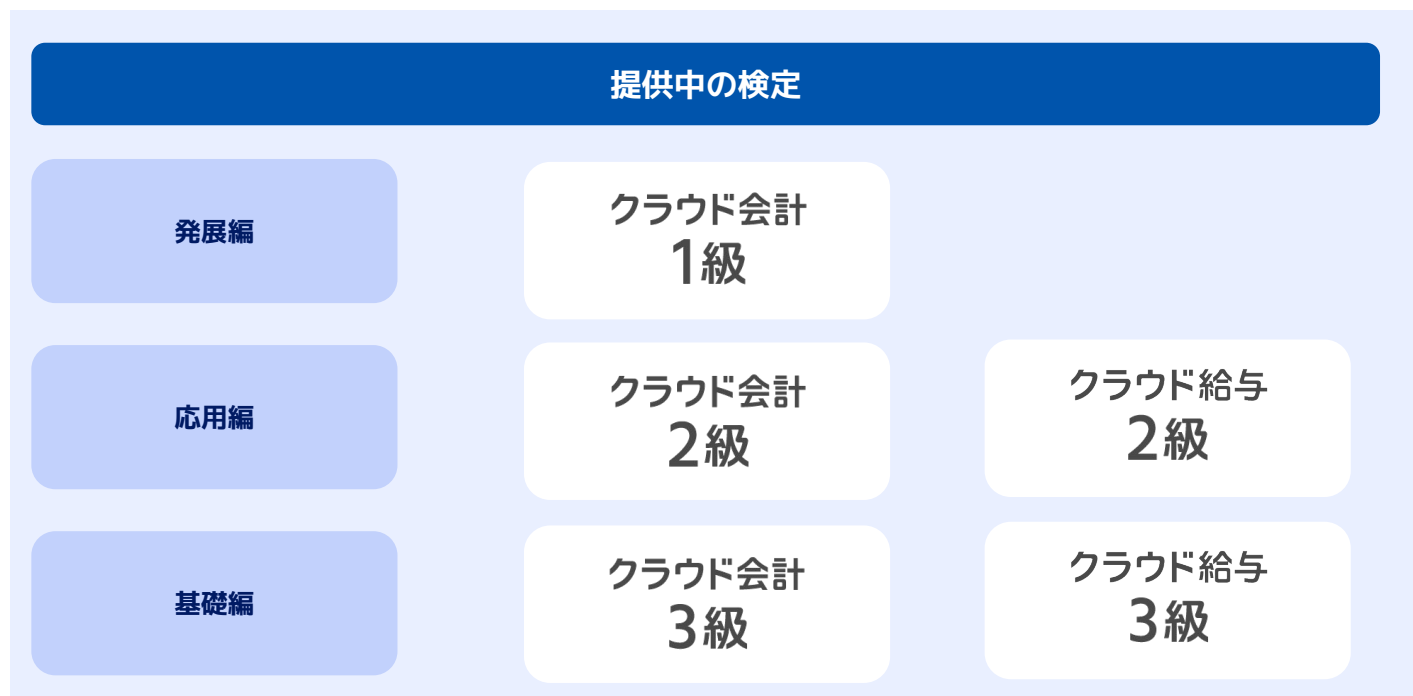 提供中の検定
発展編
クラウド会計
1級
応用編
クラウド会計
2級
クラウド給与
2級
基礎編
クラウド会計
3級
クラウド給与
3級